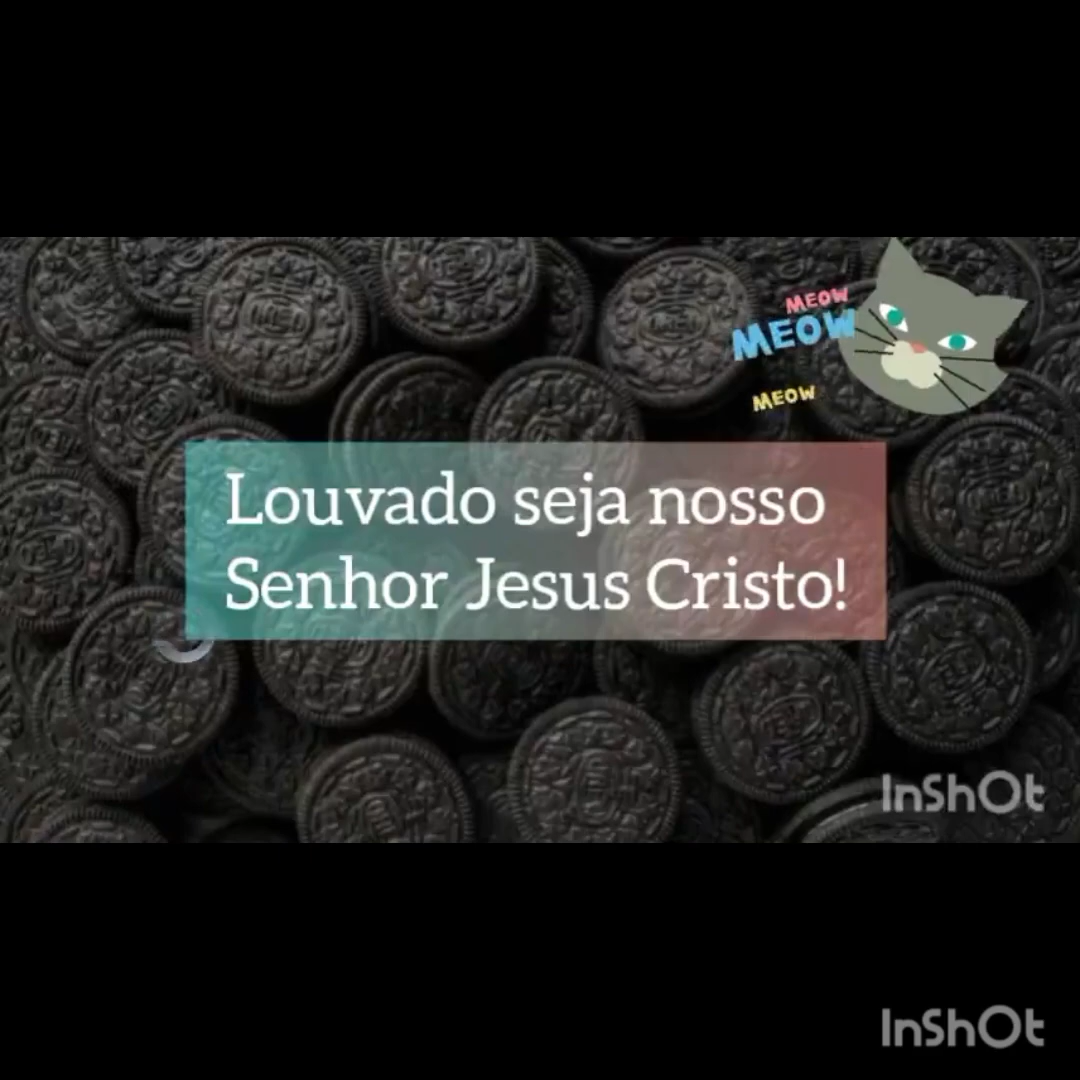 MEOW
MEOW
MEOW
Louvado seja nosso
Senhor Jesus Cristo!
InShOt
InShOt